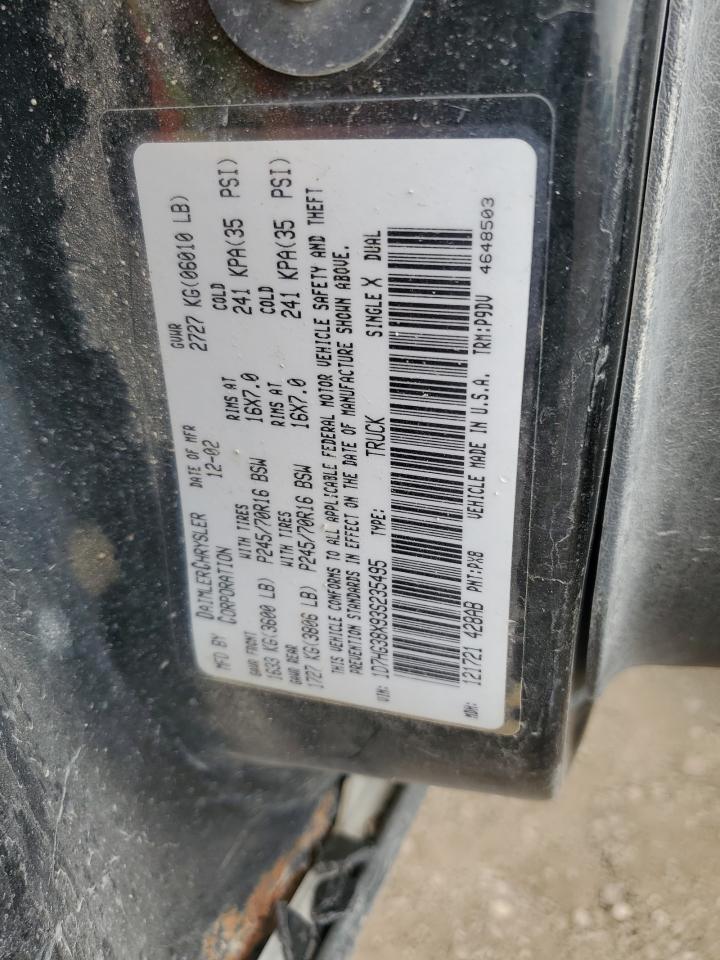 MFD BY DAIMLERCHRYSLER CORPORATION DATE OF MFR 12-02 GVWR 2727 KG(06010 LB)
GAWR FRONT WITH TIRES RIMS AT COLD
1633 KG(3600 LB) P245/70R16 BSW 16X7.0 241 KPA(35 PSI)
GAWR REAR WITH TIRES RIMS AT COLD
1727 KG(3806 LB) P245/70R16 BSW 16X7.0 241 KPA(35 PSI)
THIS VEHICLE CONFORMS TO ALL APPLICABLE FEDERAL MOTOR VEHICLE SAFETY AND THEFT
PREVENTION STANDARDS IN EFFECT ON THE DATE OF MANUFACTURE SHOWN ABOVE.
VIN: 1D7HG38K93S235495 TYPE: TRUCK SINGLE X DUAL
MDH: 121721 428AB PNT:PX8 VEHICLE MADE IN U.S.A. TRM:P9DV 4648503